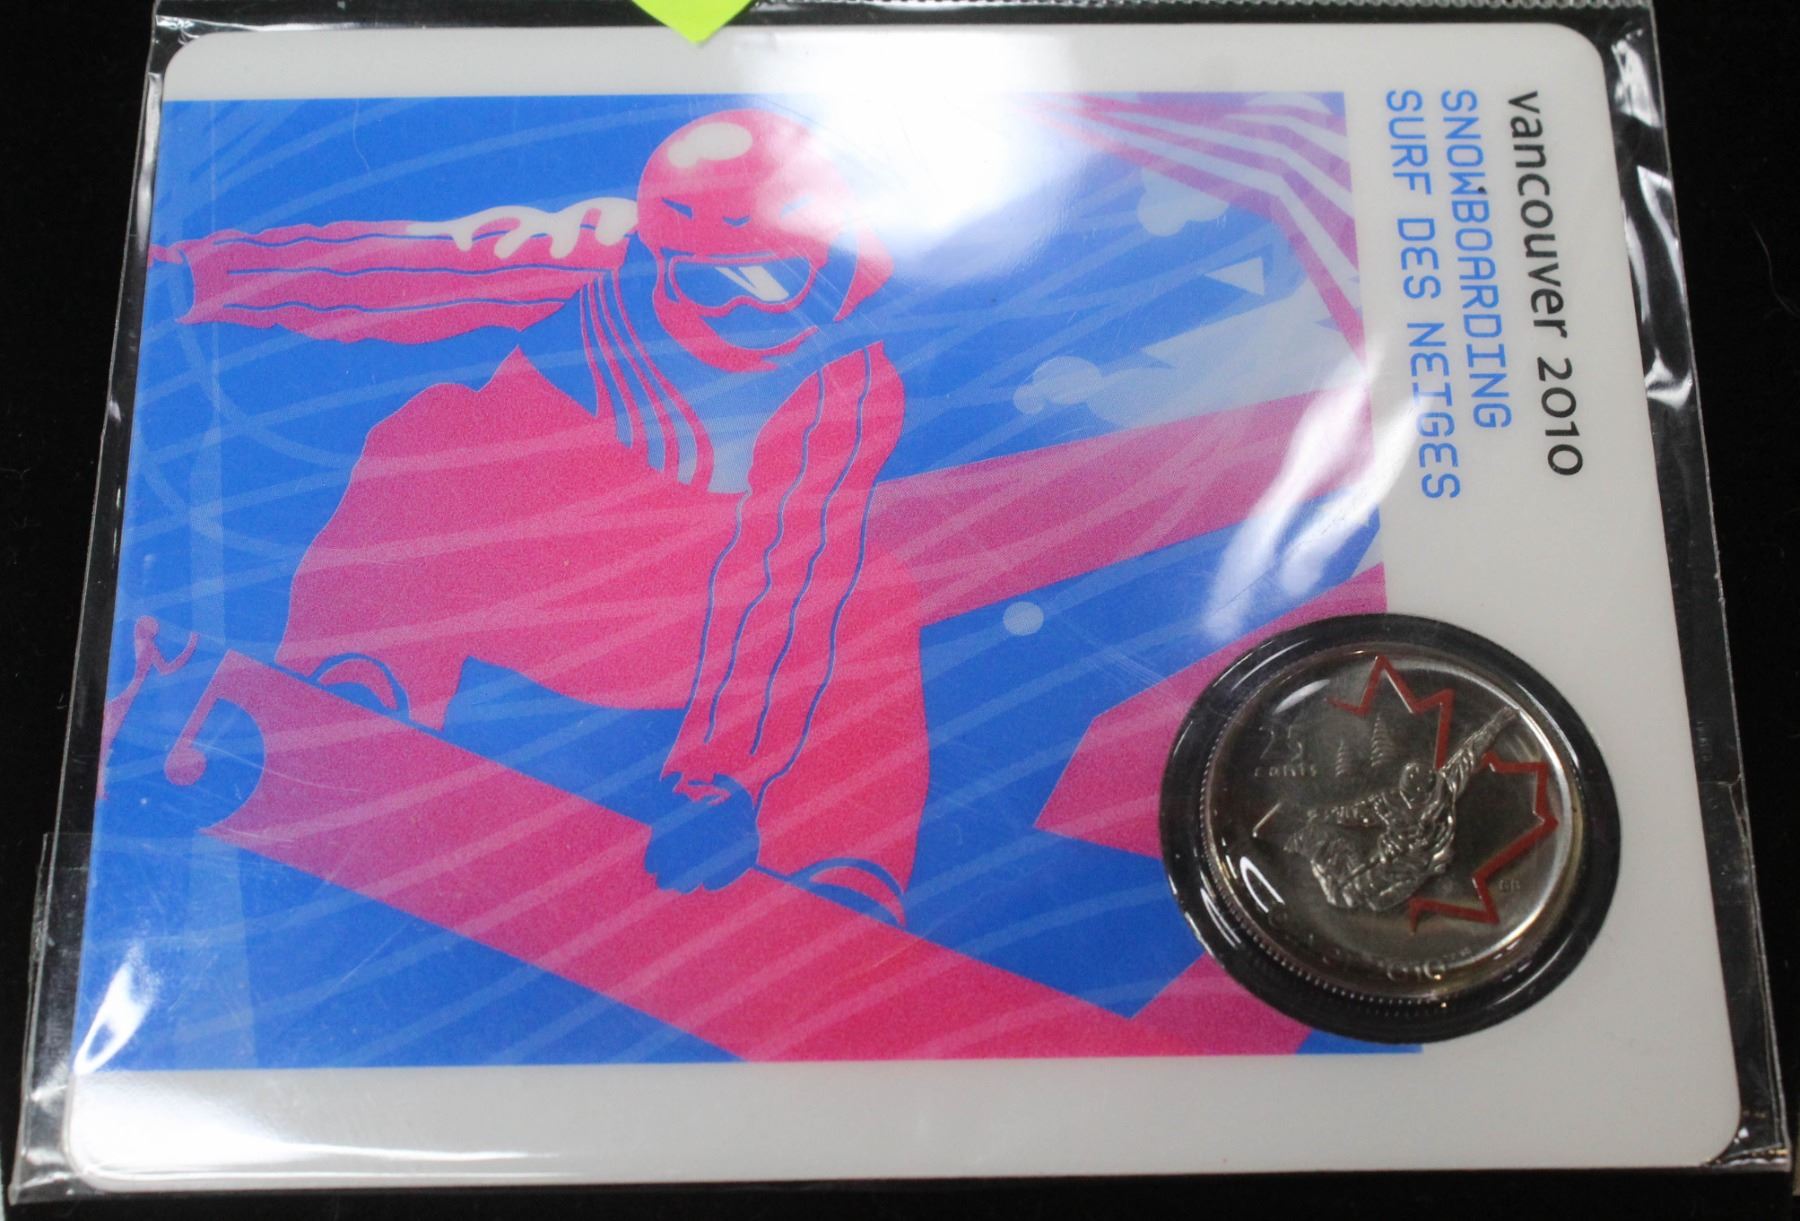 vancouver 2010
SNOWBOARDING
SURF DES NEIGES
25
cents